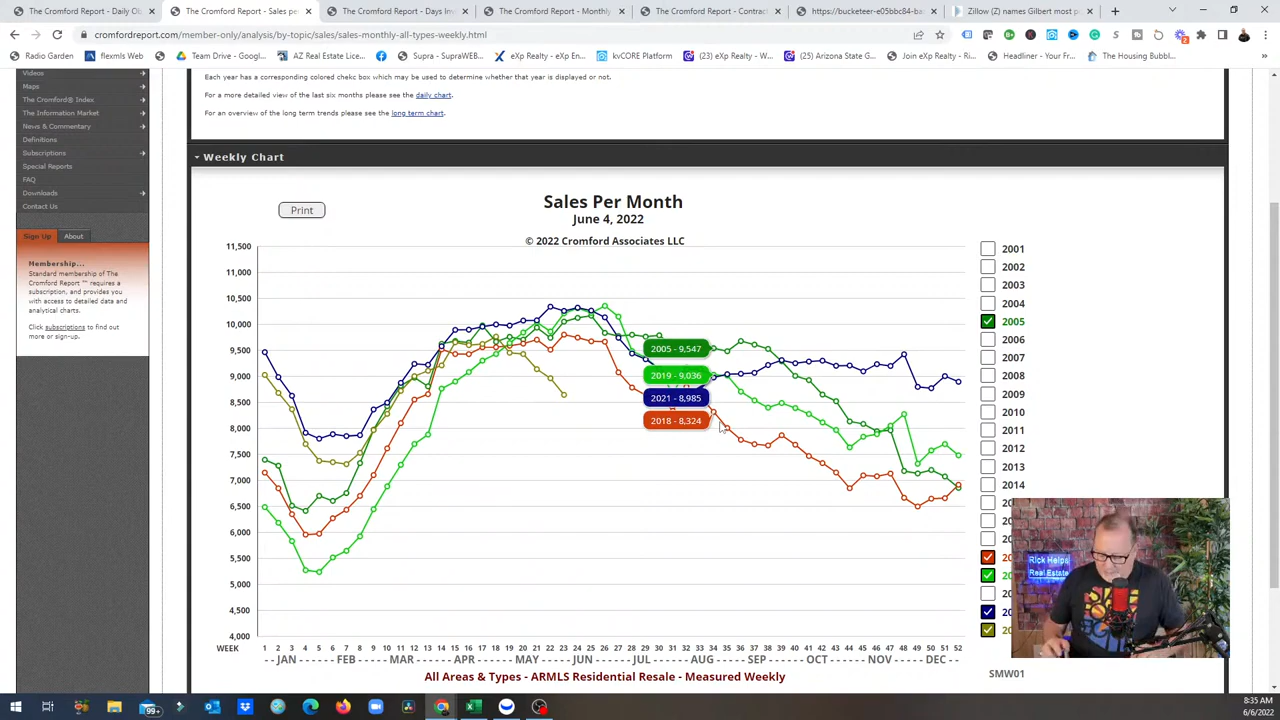 The Cromford Report - Daily Ob
The Cromford Report - Sales pe
The Cromford Report - Days Inv
The Cromford Report - Monthly
The Cromford Report - Contract
https://bucketeer-e05bbc84-ba
Zillow (Z) names Gilbert most p
cromfordreport.com/member-only/analysis/by-topic/sales/sales-monthly-all-types-weekly.html
Radio Garden
flexmls Web
Team Drive - Googl...
AZ Real Estate Lice...
Supra - SupraWEB...
eXp Realty - eXp En...
kvCORE Platform
(23) eXp Realty - W...
(25) Arizona State G...
Join eXp Realty - Ri...
Headliner - Your Fr...
The Housing Bubbl...
Videos
Maps
The Cromford® Index
The Information Market
News & Commentary
Definitions
Subscriptions
Special Reports
FAQ
Downloads
Contact Us
Sign Up
About
Membership...
Standard membership of The
Cromford Report ™ requires a
subscription, and provides you
with access to detailed data and
analytical charts.
Click subscriptions to find out
more or sign-up.
Each year has a corresponding colored chekc box which may be used to determine whether that year is displayed or not.
For a more detailed view of the last six months please see the daily chart.
For an overview of the long term trends please see the long term chart.
Weekly Chart
Print
Sales Per Month
June 4, 2022
© 2022 Cromford Associates LLC
11,500
11,000
10,500
10,000
9,500
9,000
8,500
8,000
7,500
7,000
6,500
6,000
5,500
5,000
4,500
4,000
2005 - 9,547
2019 - 9,036
2021 - 8,985
2018 - 8,324
2001
2002
2003
2004
2005
2006
2007
2008
2009
2010
2011
2012
2013
2014
WEEK 1 2 3 4 5 6 7 8 9 10 11 12 13 14 15 16 17 18 19 20 21 22 23 24 25 26 27 28 29 30 31 32 33 34 35 36 37 38 39 40 41 42 43 44 45 46 47 48 49 50 51 52
- - JAN - - - - - FEB - - - - - MAR - - - - - APR - - - - - MAY - - - - - JUN - - - - - JUL - - - - - AUG - - - - - SEP - - - - - OCT - - - - - NOV - - - - - DEC - -
All Areas & Types - ARMLS Residential Resale - Measured Weekly
SMW01
Rick Helps
Real Estate
99+
8:35 AM
6/6/2022